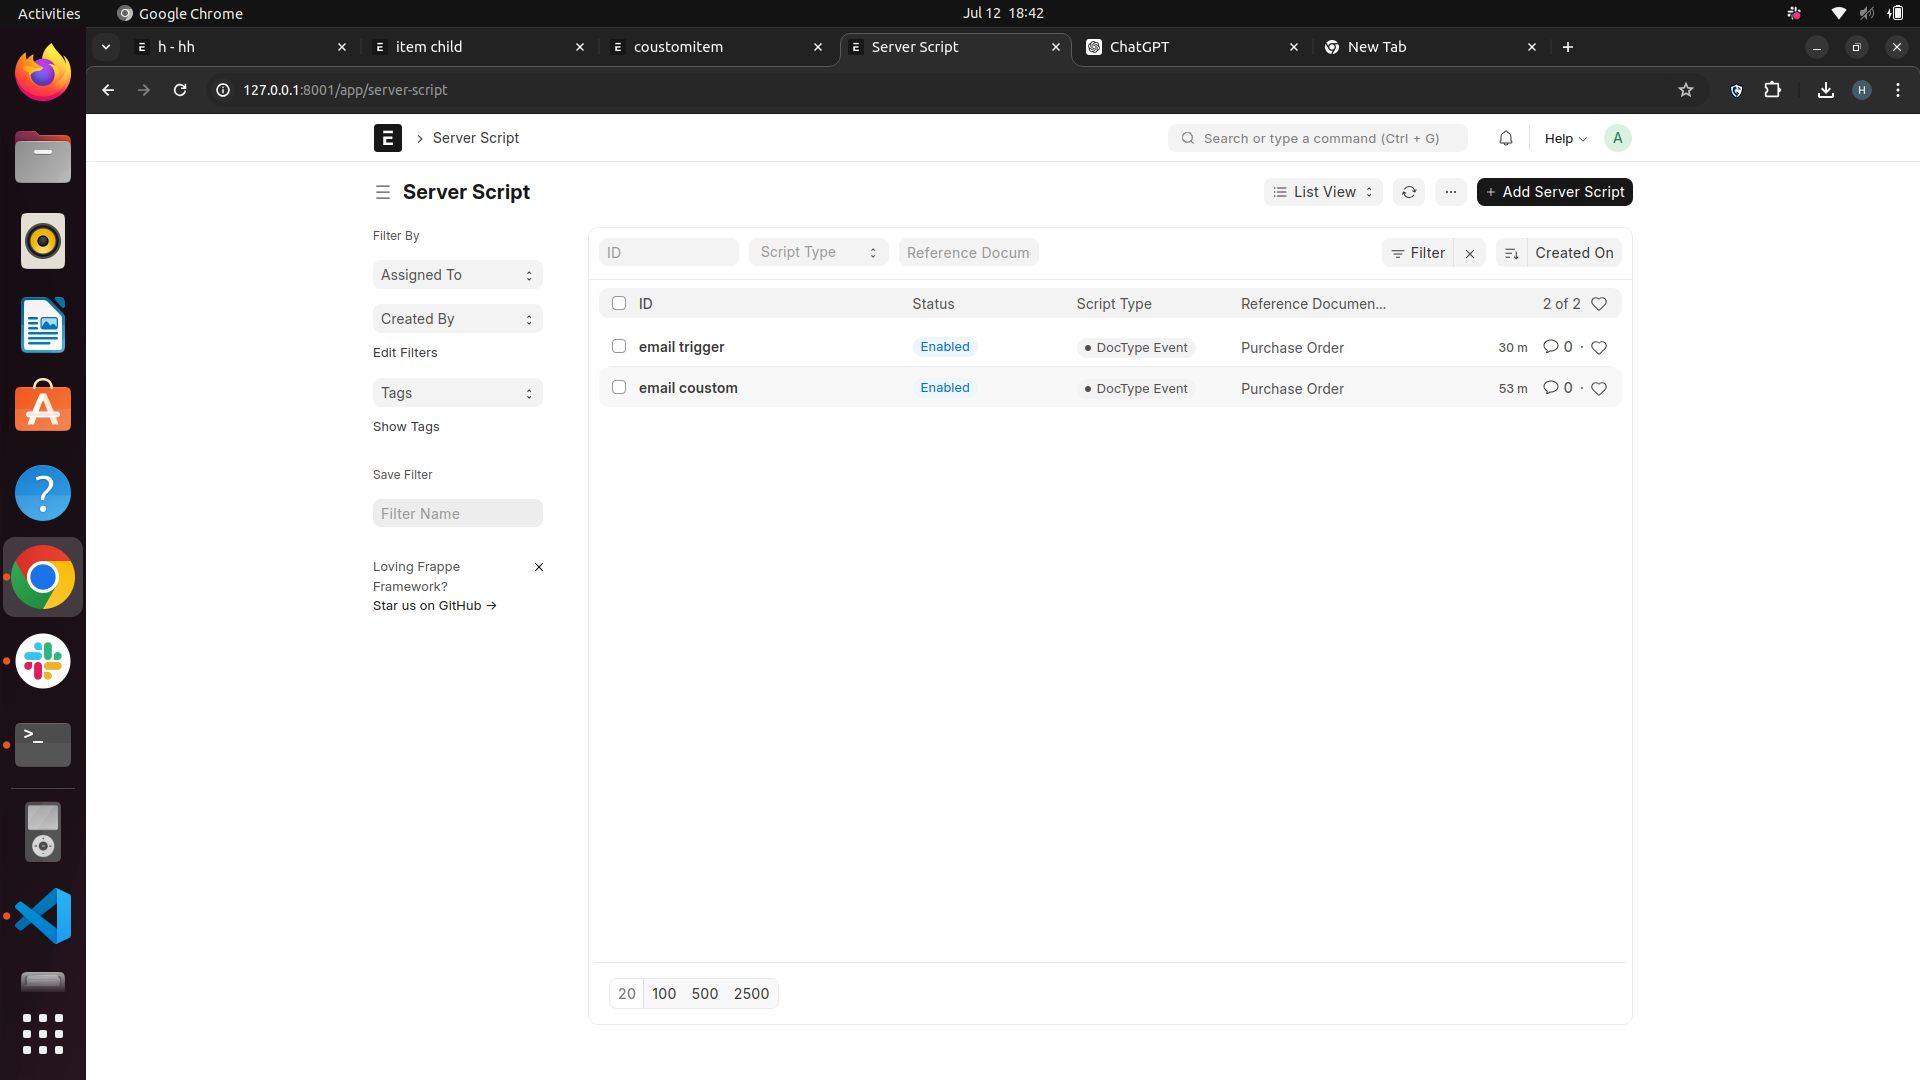 Activities
Google Chrome
Jul 12 18:42
h - hh
item child
coustomitem
Server Script
ChatGPT
New Tab
127.0.0.1:8001/app/server-script
H
E
Server Script
Search or type a command (Ctrl + G)
Help
A
Server Script
List View
Add Server Script
Filter By
Assigned To
Created By
Edit Filters
Tags
Show Tags
Save Filter
Filter Name
Loving Frappe
Framework?
Star us on GitHub →
ID
Script Type
Reference Docum
Filter
Created On
ID
Status
Script Type
Reference Documen...
2 of 2
email trigger
Enabled
DocType Event
Purchase Order
30 m
0
email coustom
Enabled
DocType Event
Purchase Order
53 m
0
20
100
500
2500